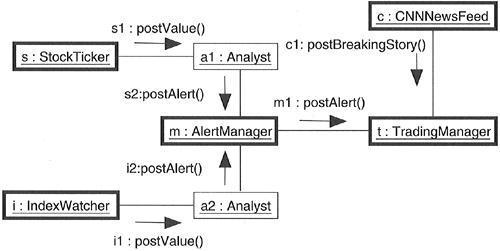 s1 : postValue()
c : CNNNewsFeed
s : StockTicker
a1 : Analyst
c1 : postBreakingStory()
s2:postAlert()
m1 : postAlert()
m : AlertManager
t : TradingManager
i2:postAlert()
i : IndexWatcher
a2 : Analyst
i1 : postValue()